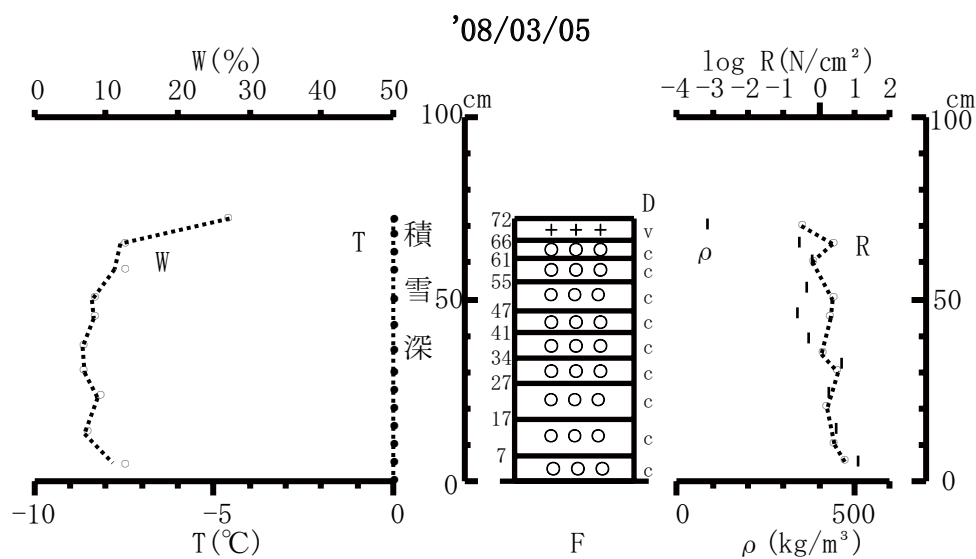 '08/03/05
W(%)
log R(N/cm²)
0 10 20 30 40 50 cm
-4 -3 -2 -1 0 1 2 cm
100
100
D
72 + + + v
66 c
61 c
55 c
47 c
41 c
34 c
27 c
17 c
7 c
T
W
積
雪
深
ρ
R
50
50
0
0
-10 -5 0
T(℃)
F
0 500
ρ (kg/m³)